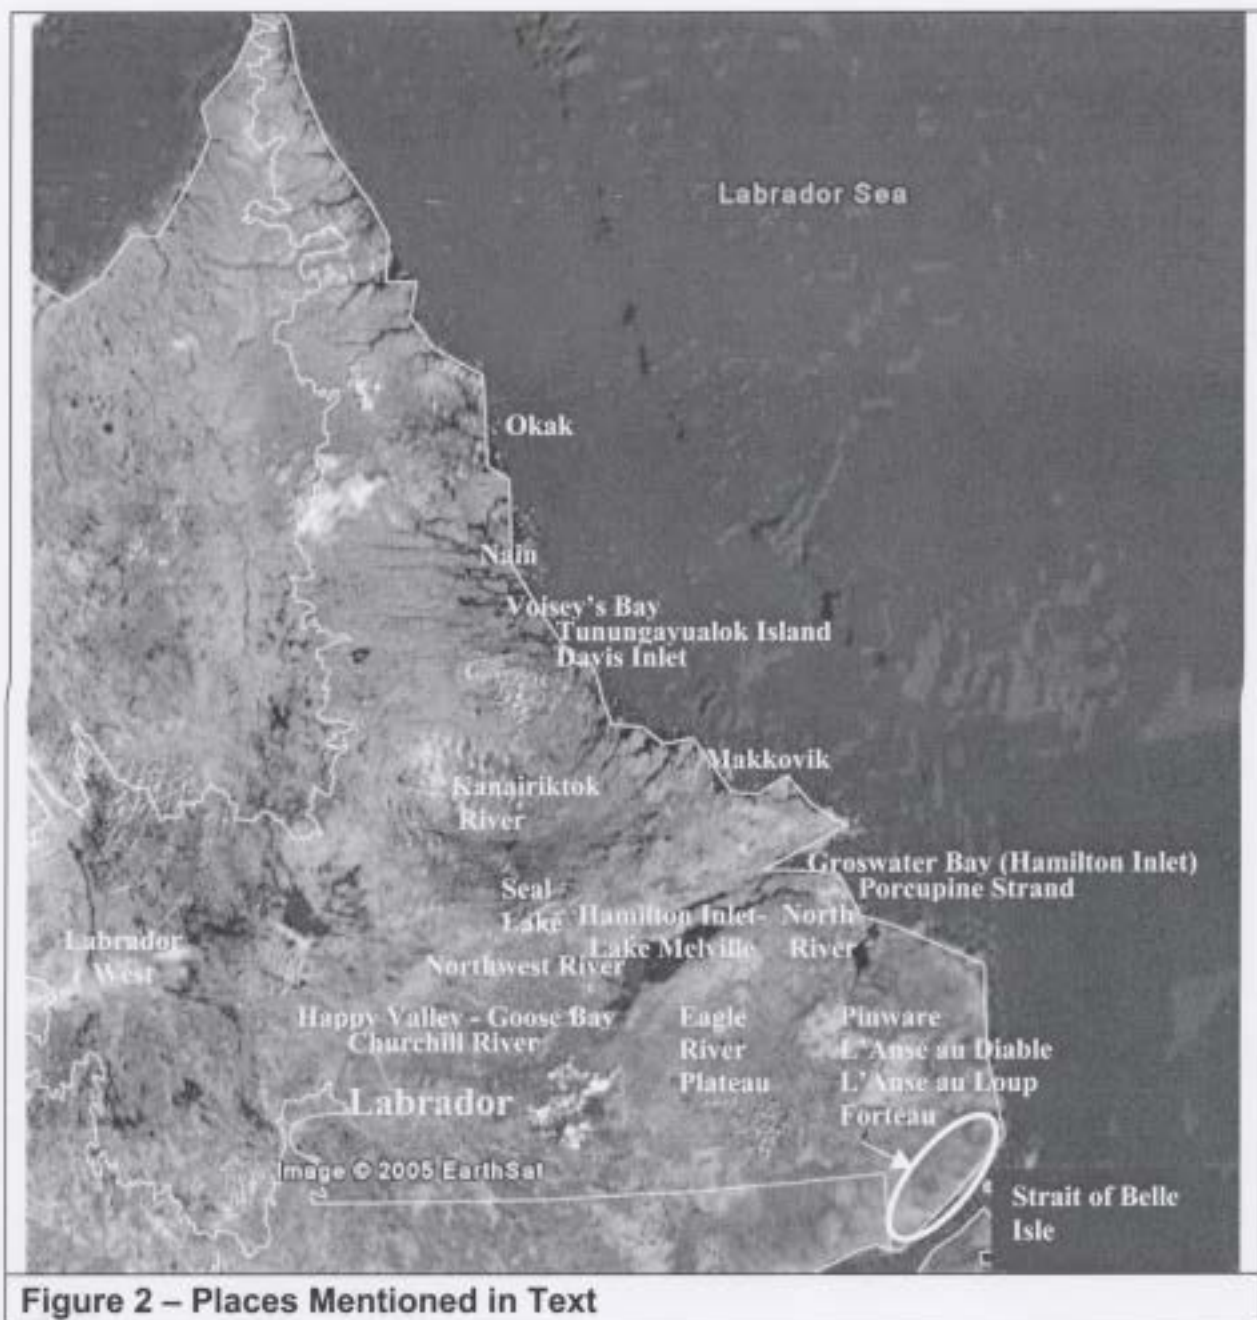 Labrador Sea
Okak
Nain
Voisey's Bay
Tunungayualok Island
Davis Inlet
Makkovik
Kanairiktok
River
Groswater Bay (Hamilton Inlet)
Porcupine Strand
Seal
Lake
Hamilton Inlet-
Lake Melville
North
River
Labrador
West
Northwest River
Happy Valley - Goose Bay
Churchill River
Eagle
River
Plateau
Pinware
L'Anse au Diable
L'Anse au Loup
Forteau
Labrador
Image © 2005 EarthSat
Strait of Belle
Isle
Figure 2 – Places Mentioned in Text